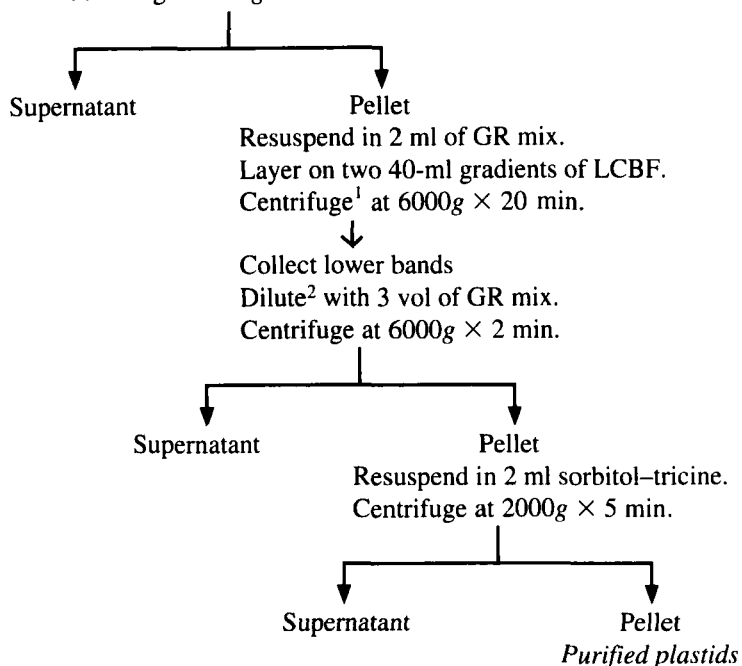 Supernatant
Pellet
Resuspend in 2 ml of GR mix.
Layer on two 40-ml gradients of LCBF.
Centrifuge¹ at 6000g × 20 min.
Collect lower bands
Dilute² with 3 vol of GR mix.
Centrifuge at 6000g × 2 min.
Supernatant
Pellet
Resuspend in 2 ml sorbitol–tricine.
Centrifuge at 2000g × 5 min.
Supernatant
Pellet
Purified plastids